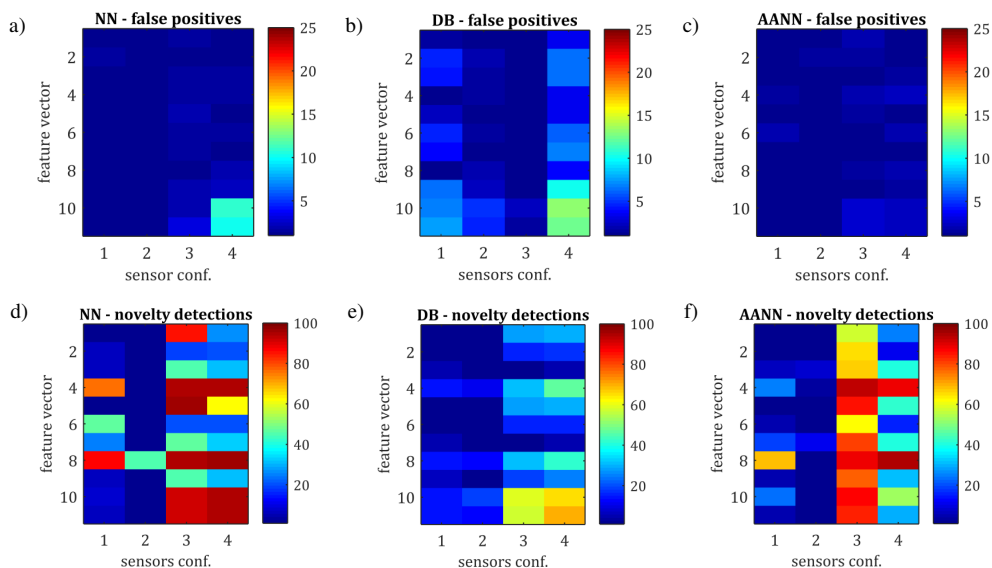 a)
NN - false positives
feature vector
2
4
6
8
10
1 2 3 4
sensor conf.
25
20
15
10
5
b)
DB - false positives
feature vector
2
4
6
8
10
1 2 3 4
sensors conf.
25
20
15
10
5
c)
AANN - false positives
feature vector
2
4
6
8
10
1 2 3 4
sensors conf.
25
20
15
10
5
d)
NN - novelty detections
feature vector
2
4
6
8
10
1 2 3 4
sensors conf.
100
80
60
40
20
e)
DB - novelty detections
feature vector
2
4
6
8
10
1 2 3 4
sensors conf.
100
80
60
40
20
f)
AANN - novelty detections
feature vector
2
4
6
8
10
1 2 3 4
sensors conf.
100
80
60
40
20